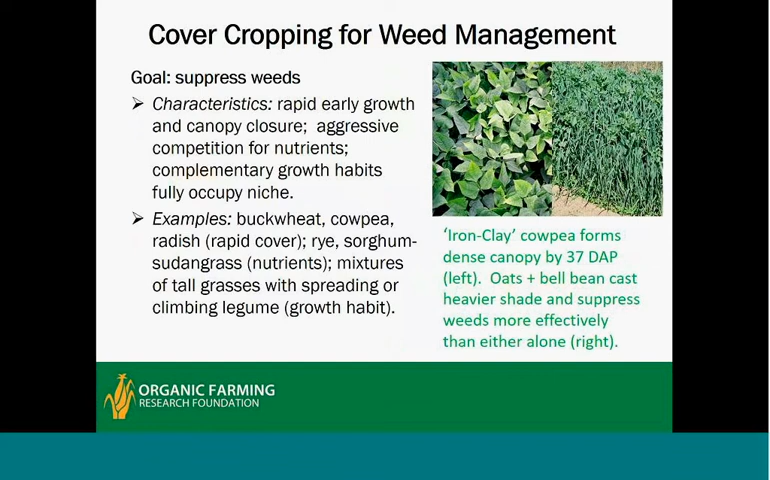 Cover Cropping for Weed Management
Goal: suppress weeds
➢ Characteristics: rapid early growth
and canopy closure; aggressive
competition for nutrients;
complementary growth habits
fully occupy niche.
➢ Examples: buckwheat, cowpea,
radish (rapid cover); rye, sorghum-
sudangrass (nutrients); mixtures
of tall grasses with spreading or
climbing legume (growth habit).
‘Iron-Clay’ cowpea forms
dense canopy by 37 DAP
(left). Oats + bell bean cast
heavier shade and suppress
weeds more effectively
than either alone (right).
ORGANIC FARMING
RESEARCH FOUNDATION